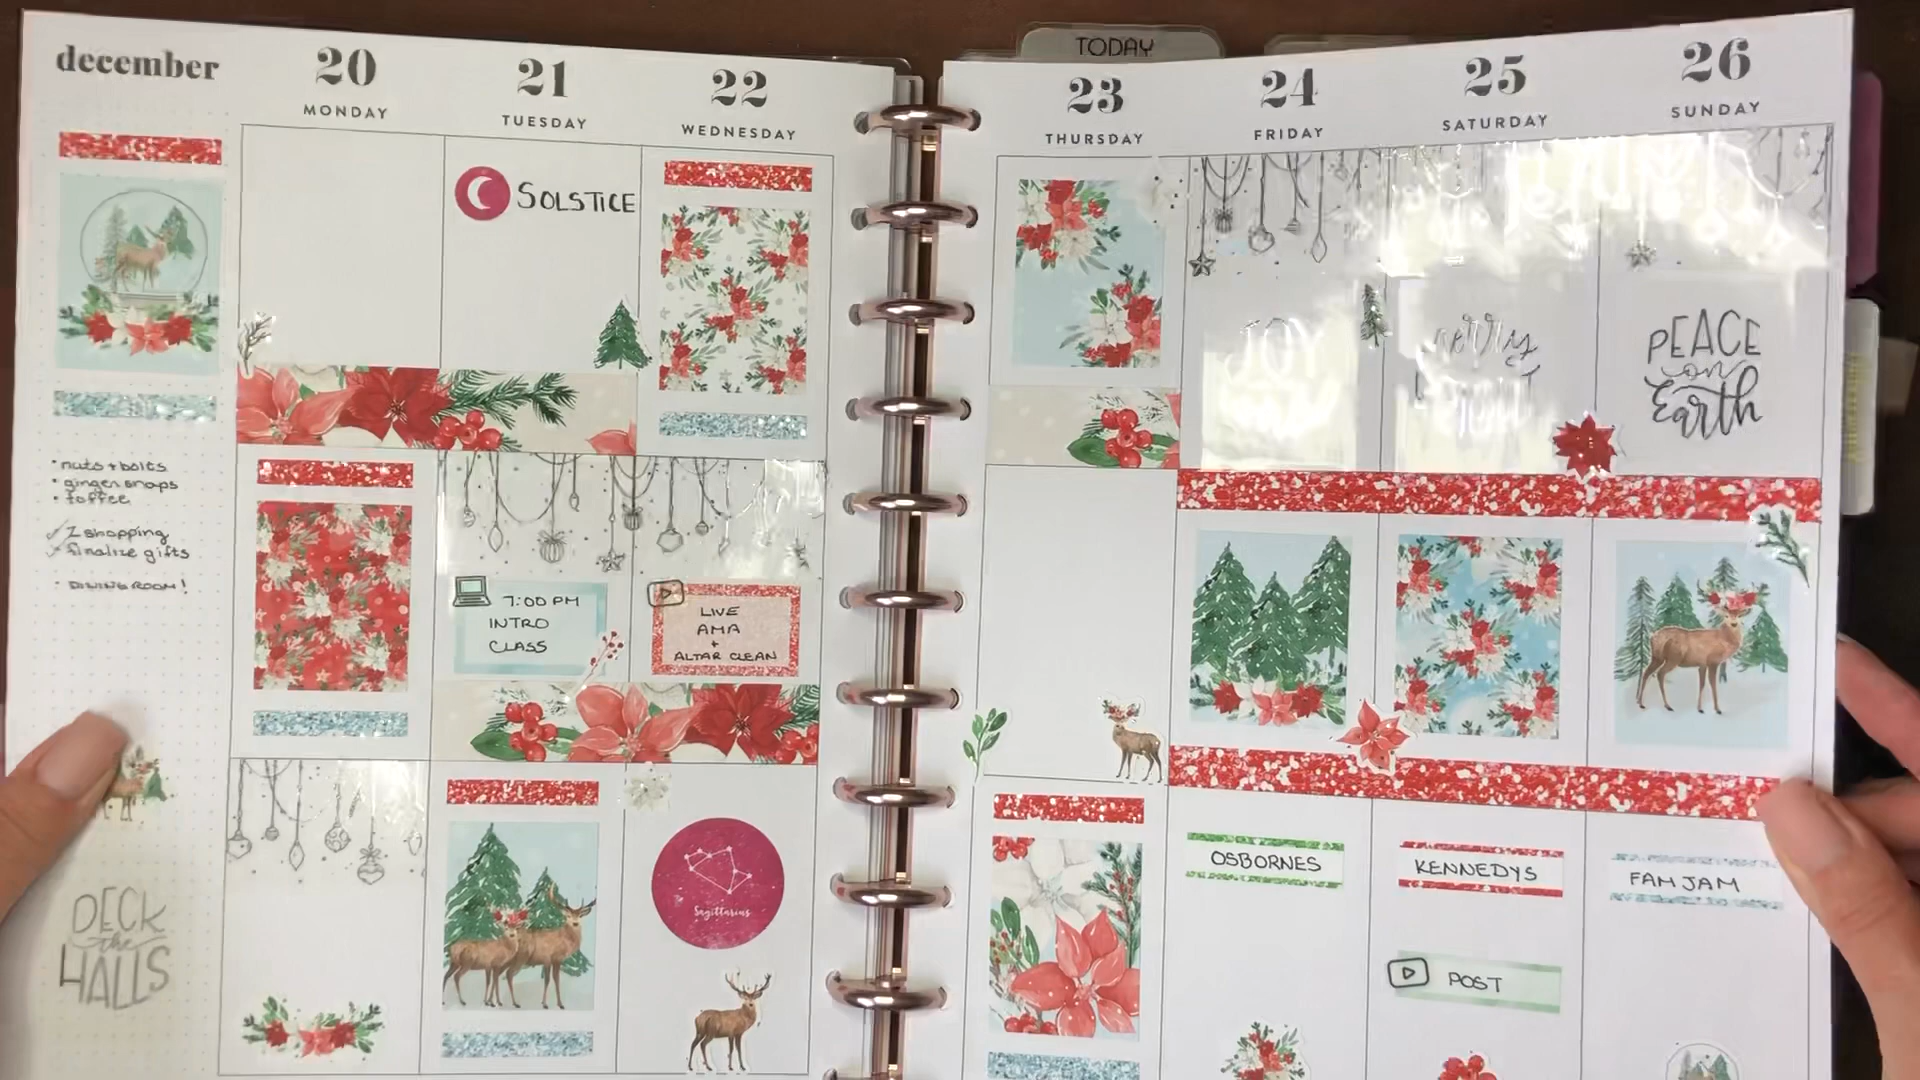 TODAY
december
20
MONDAY
21
TUESDAY
22
WEDNESDAY
23
THURSDAY
24
FRIDAY
25
SATURDAY
26
SUNDAY
SOLSTICE
JOY
merry
PEACE
on
Earth
• nuts + bolts
• ginger snaps
• toffee
✓ Z shopping
✓ finalize gifts
• DINING ROOM!
7:00 PM
INTRO
CLASS
LIVE
AMA
+
ALTAR CLEAN
DECK
the
HALLS
Sagittarius
OSBORNES
KENNEDYS
FAM JAM
POST